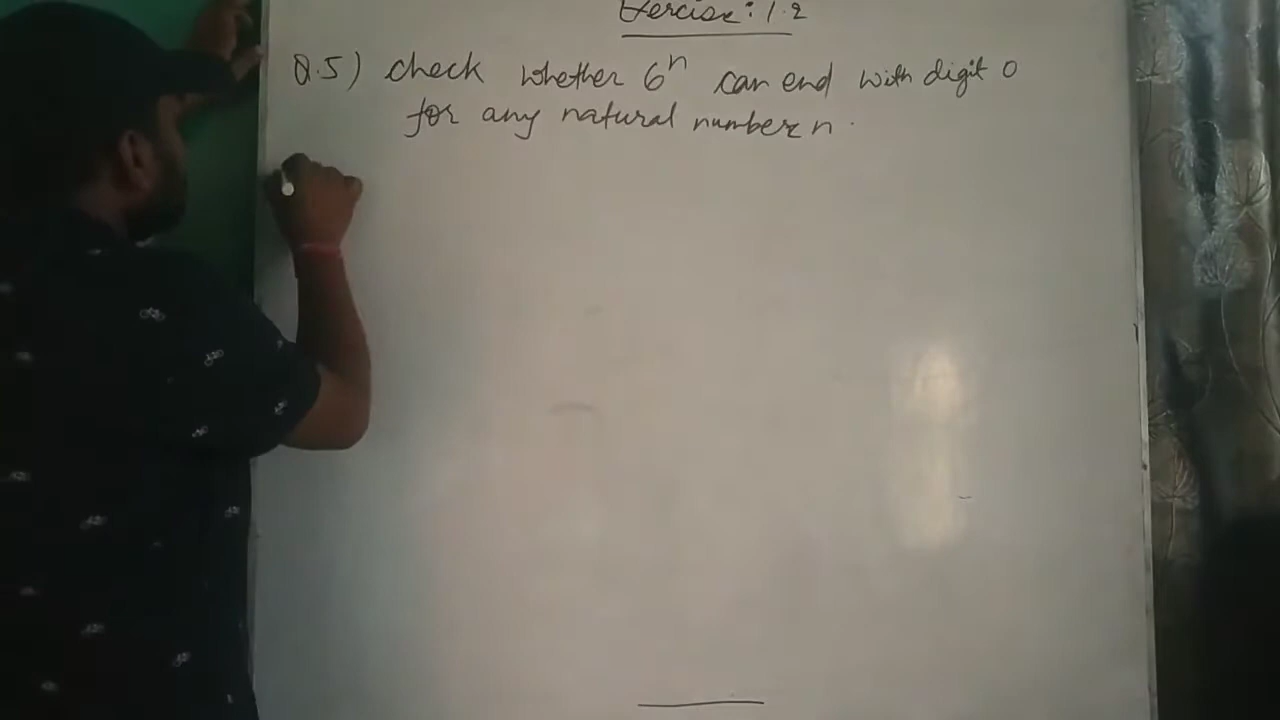 Exercise: 1.2
Q.5) check whether 6ⁿ can end with digit 0
for any natural number n.